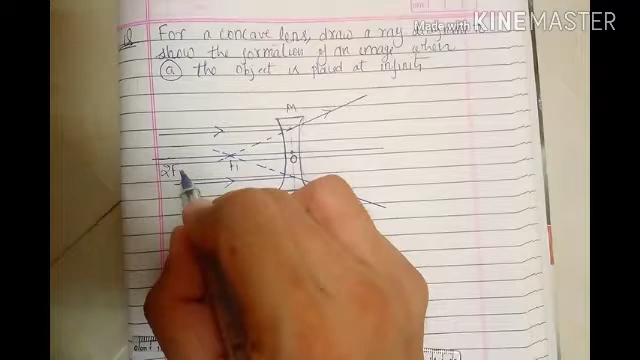 Q For a concave lens, draw a ray diagram to
Made with KINEMASTER
show the formation of an image when
(a) the object is placed at infinity
M
O
F1
2F